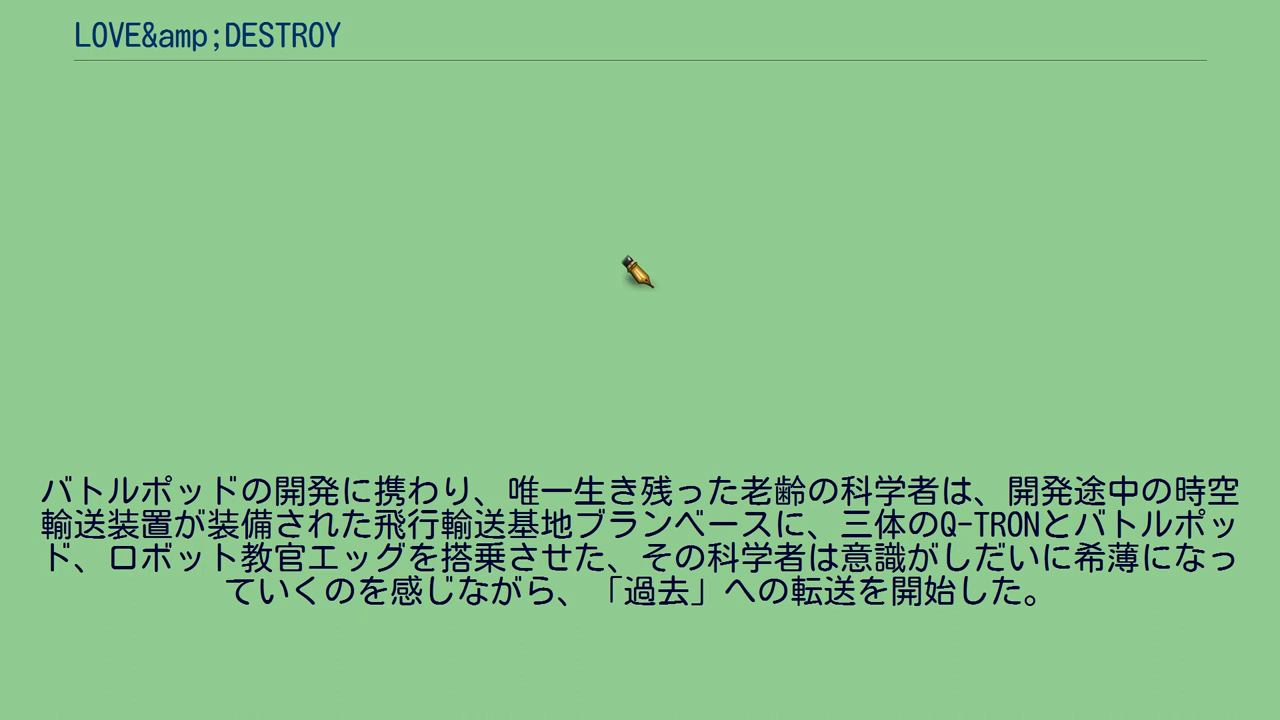 LOVE&amp;DESTROY
バトルポッドの開発に携わり、唯一生き残った老齢の科学者は、開発途中の時空
輸送装置が装備された飛行輸送基地ブランベースに、三体のQ-TRONとバトルポッ
ド、ロボット教官エッグを搭乗させた、その科学者は意識がしだいに希薄になっ
ていくのを感じながら、「過去」への転送を開始した。